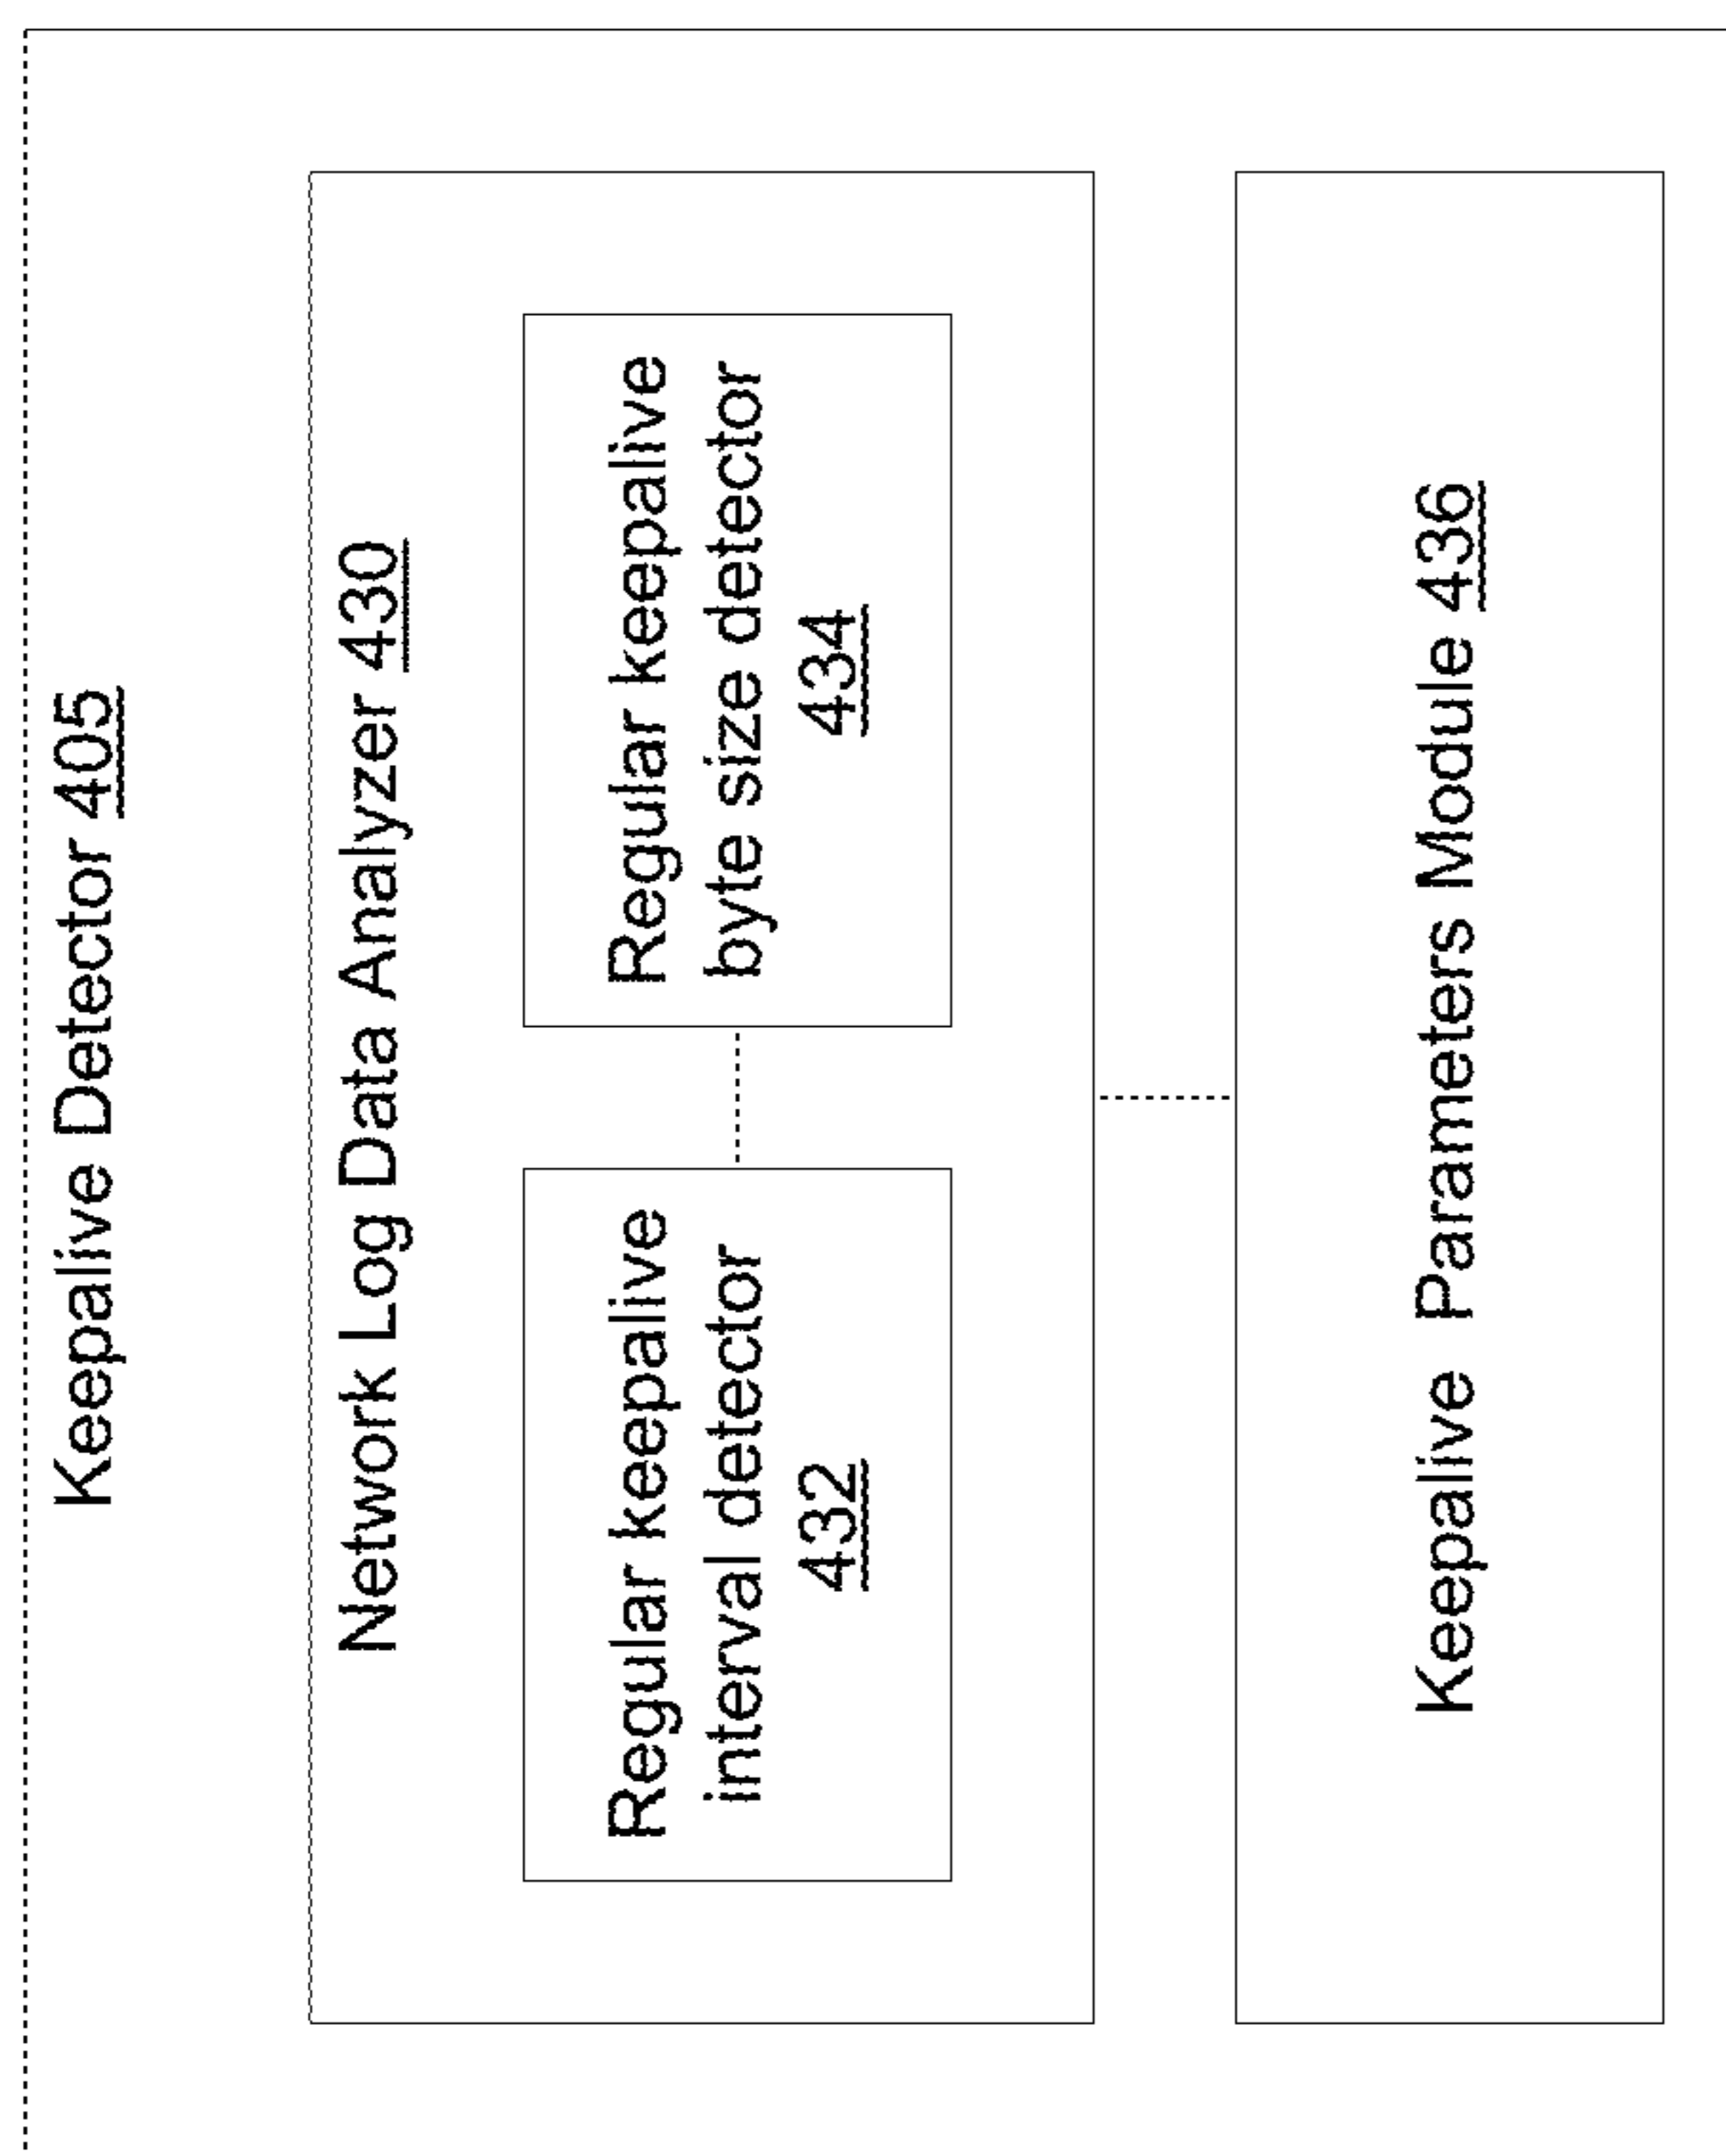 Keepalive Detector 405
Network Log Data Analyzer 430
Regular keepalive
interval detector
432
Regular keepalive
byte size detector
434
Keepalive Parameters Module 436